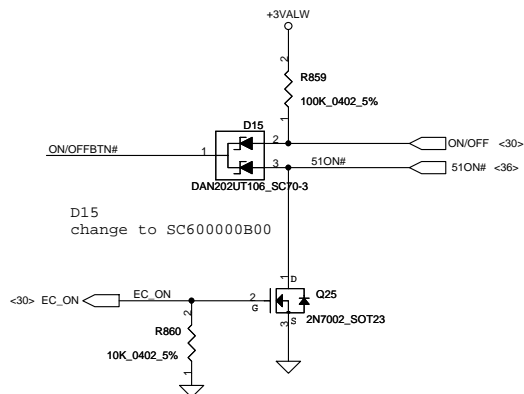 +3VALW
2
R859
100K_0402_5%
1
D15
ON/OFFBTN#
1
2
ON/OFF <30>
3
51ON#
51ON# <36>
DAN202UT106_SC70-3
D15
change to SC600000B00
1
D
<30> EC_ON
EC_ON
2
G
Q25
2N7002_SOT23
3
S
2
R860
10K_0402_5%
1